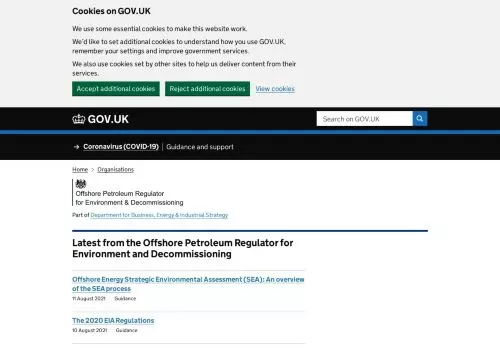 Cookies on GOV.UK
We use some essential cookies to make this website work.
We'd like to set additional cookies to understand how you use GOV.UK,
remember your settings and improve government services.
We also use cookies set by other sites to help us deliver content from their
services.
Accept additional cookies Reject additional cookies View cookies
GOV.UK Search on GOV.UK
→ Coronavirus (COVID-19) Guidance and support
Home > Organisations
Offshore Petroleum Regulator
for Environment & Decommissioning
Part of Department for Business, Energy & Industrial Strategy
Latest from the Offshore Petroleum Regulator for
Environment and Decommissioning
Offshore Energy Strategic Environmental Assessment (SEA): An overview
of the SEA process
11 August 2021 Guidance
The 2020 EIA Regulations
10 August 2021 Guidance